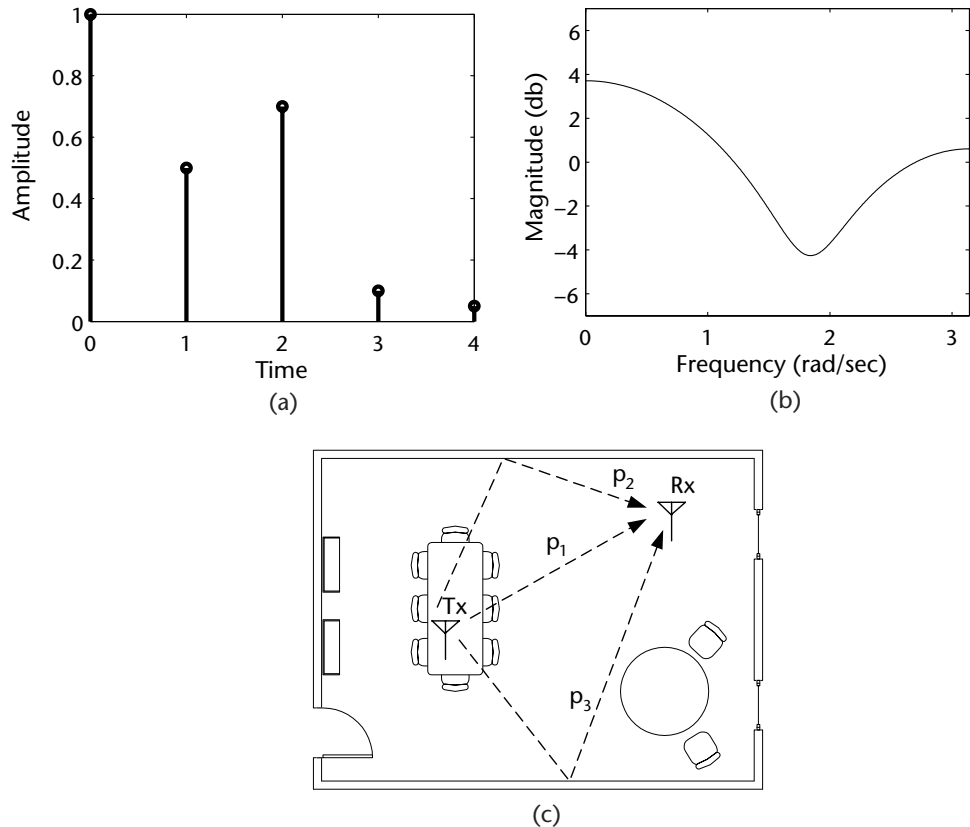 1
0.8
0.6
0.4
0.2
0
Amplitude
0 1 2 3 4
Time
(a)
6
4
2
0
−2
−4
−6
Magnitude (db)
0 1 2 3
Frequency (rad/sec)
(b)
p2
Rx
p1
Tx
p3
(c)